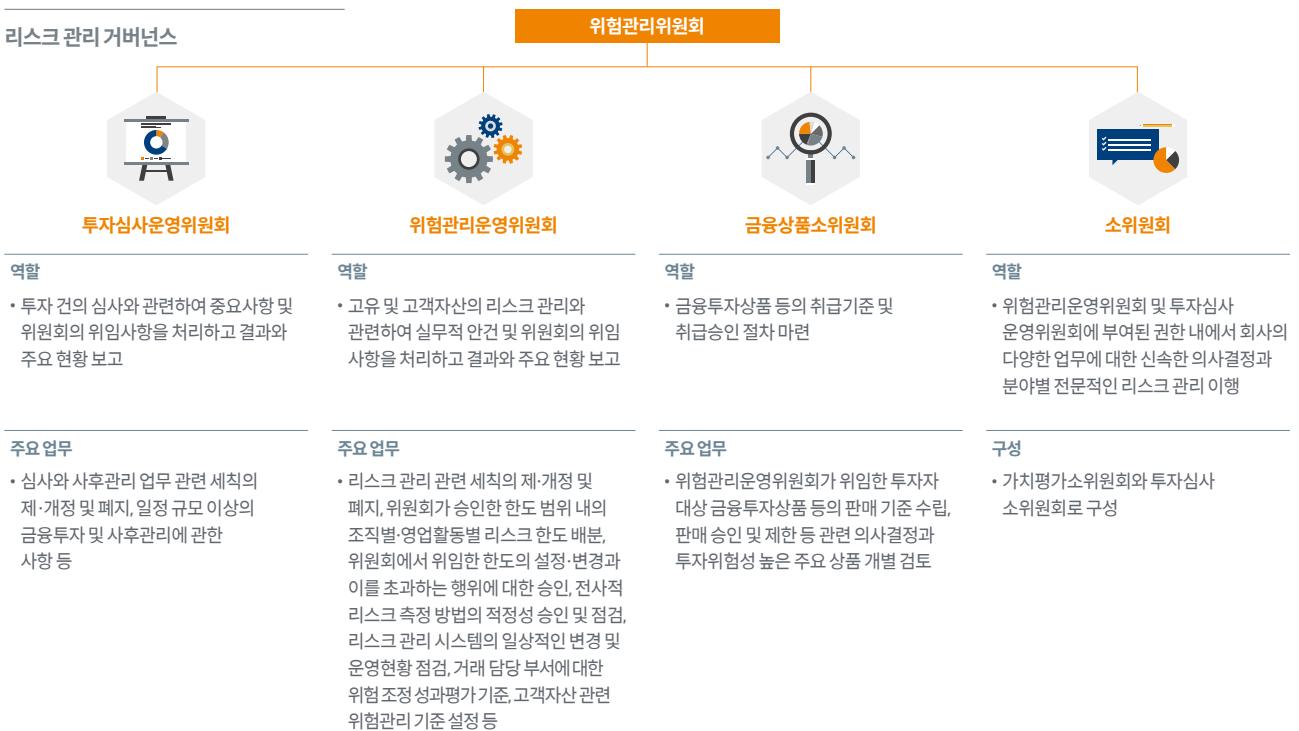 리스크 관리 거버넌스
위험관리위원회
투자심사운영위원회
역할
• 투자 건의 심사와 관련하여 중요사항 및
위원회의 위임사항을 처리하고 결과와
주요 현황 보고
주요 업무
• 심사와 사후관리 업무 관련 세칙의
제·개정 및 폐지, 일정 규모 이상의
금융투자 및 사후관리에 관한
사항 등
위험관리운영위원회
역할
• 고유 및 고객자산의 리스크 관리와
관련하여 실무적 안건 및 위원회의 위임
사항을 처리하고 결과와 주요 현황 보고
주요 업무
• 리스크 관리 관련 세칙의 제·개정 및
폐지, 위원회가 승인한 한도 범위 내의
조직별·영업활동별 리스크 한도 배분,
위원회에서 위임한 한도의 설정·변경과
이를 초과하는 행위에 대한 승인, 전사적
리스크 측정 방법의 적정성 승인 및 점검,
리스크 관리 시스템의 일상적인 변경 및
운영현황 점검, 거래 담당 부서에 대한
위험 조정 성과평가 기준, 고객자산 관련
위험관리 기준 설정 등
금융상품소위원회
역할
• 금융투자상품 등의 취급기준 및
취급승인 절차 마련
주요 업무
• 위험관리운영위원회가 위임한 투자자
대상 금융투자상품 등의 판매 기준 수립,
판매 승인 및 제한 등 관련 의사결정과
투자위험성 높은 주요 상품 개별 검토
소위원회
역할
• 위험관리운영위원회 및 투자심사
운영위원회에 부여된 권한 내에서 회사의
다양한 업무에 대한 신속한 의사결정과
분야별 전문적인 리스크 관리 이행
구성
• 가치평가소위원회와 투자심사
소위원회로 구성